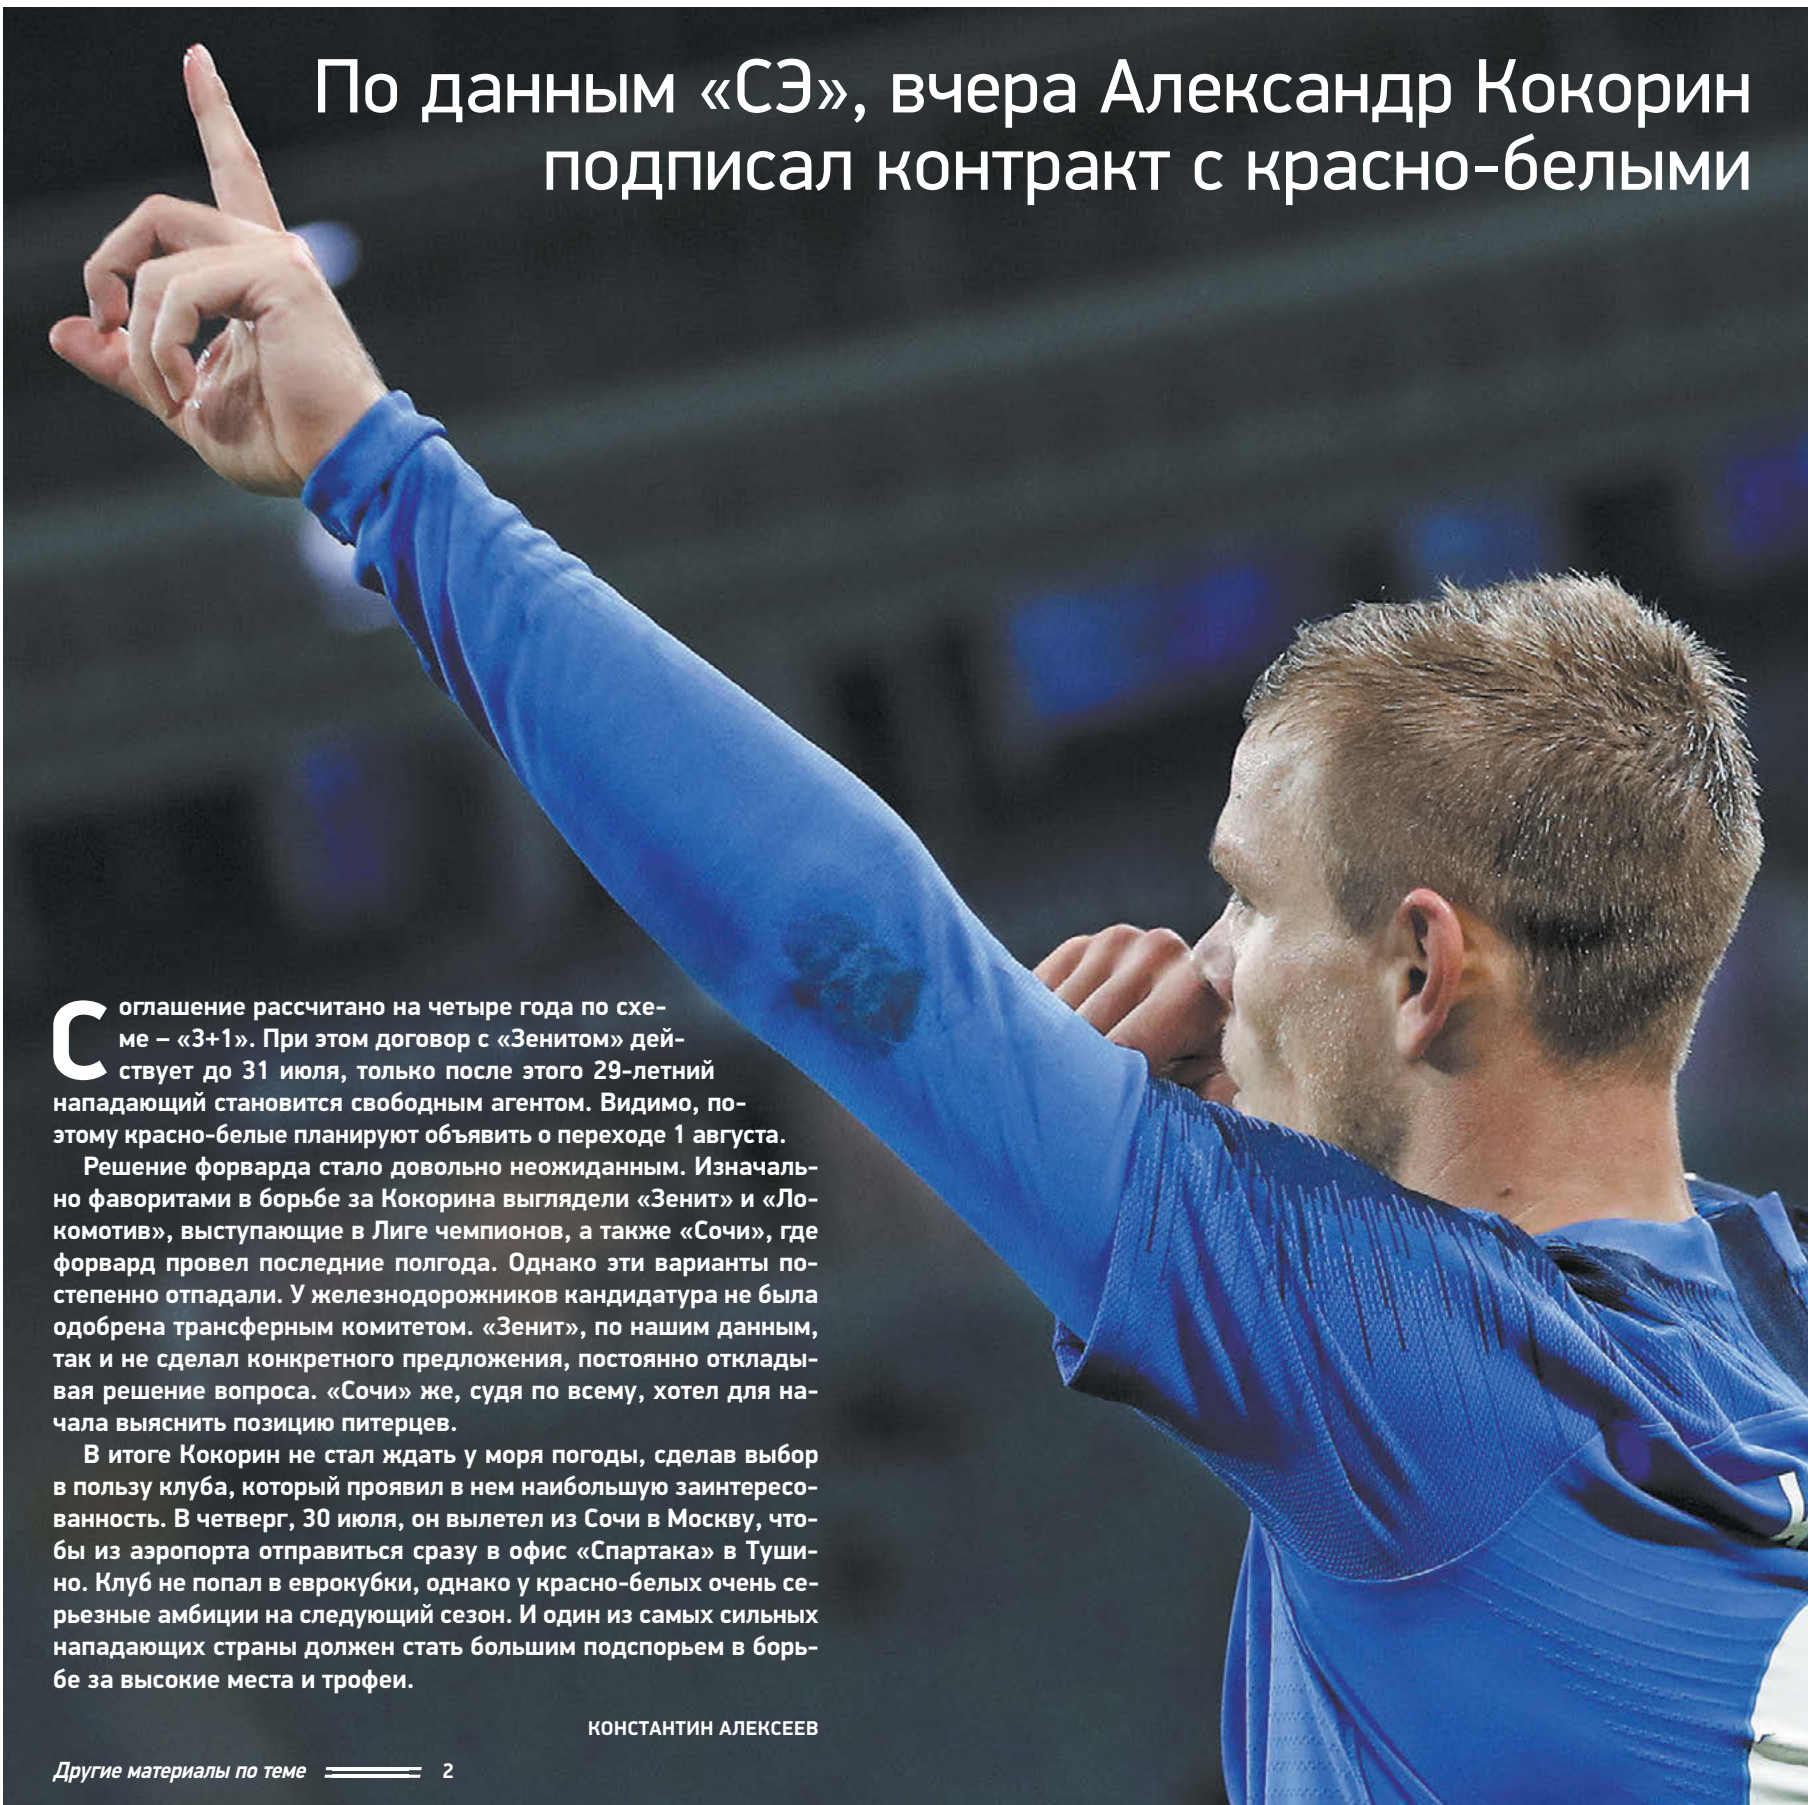 По данным «СЭ», вчера Александр Кокорин
подписал контракт с красно-белыми
Соглашение рассчитано на четыре года по схе-
ме – «3+1». При этом договор с «Зенитом» дей-
ствует до 31 июля, только после этого 29-летний
нападающий становится свободным агентом. Видимо, по-
этому красно-белые планируют объявить о переходе 1 августа.
Решение форварда стало довольно неожиданным. Изначаль-
но фаворитами в борьбе за Кокорина выглядели «Зенит» и «Ло-
комотив», выступающие в Лиге чемпионов, а также «Сочи», где
форвард провел последние полгода. Однако эти варианты по-
степенно отпадали. У железнодорожников кандидатура не была
одобрена трансферным комитетом. «Зенит», по нашим данным,
так и не сделал конкретного предложения, постоянно отклады-
вая решение вопроса. «Сочи» же, судя по всему, хотел для на-
чала выяснить позицию питерцев.
В итоге Кокорин не стал ждать у моря погоды, сделав выбор
в пользу клуба, который проявил в нем наибольшую заинтересо-
ванность. В четверг, 30 июля, он вылетел из Сочи в Москву, что-
бы из аэропорта отправиться сразу в офис «Спартака» в Туши-
но. Клуб не попал в еврокубки, однако у красно-белых очень се-
рьезные амбиции на следующий сезон. И один из самых сильных
нападающих страны должен стать большим подспорьем в борь-
бе за высокие места и трофеи.
КОНСТАНТИН АЛЕКСЕЕВ
Другие материалы по теме 2